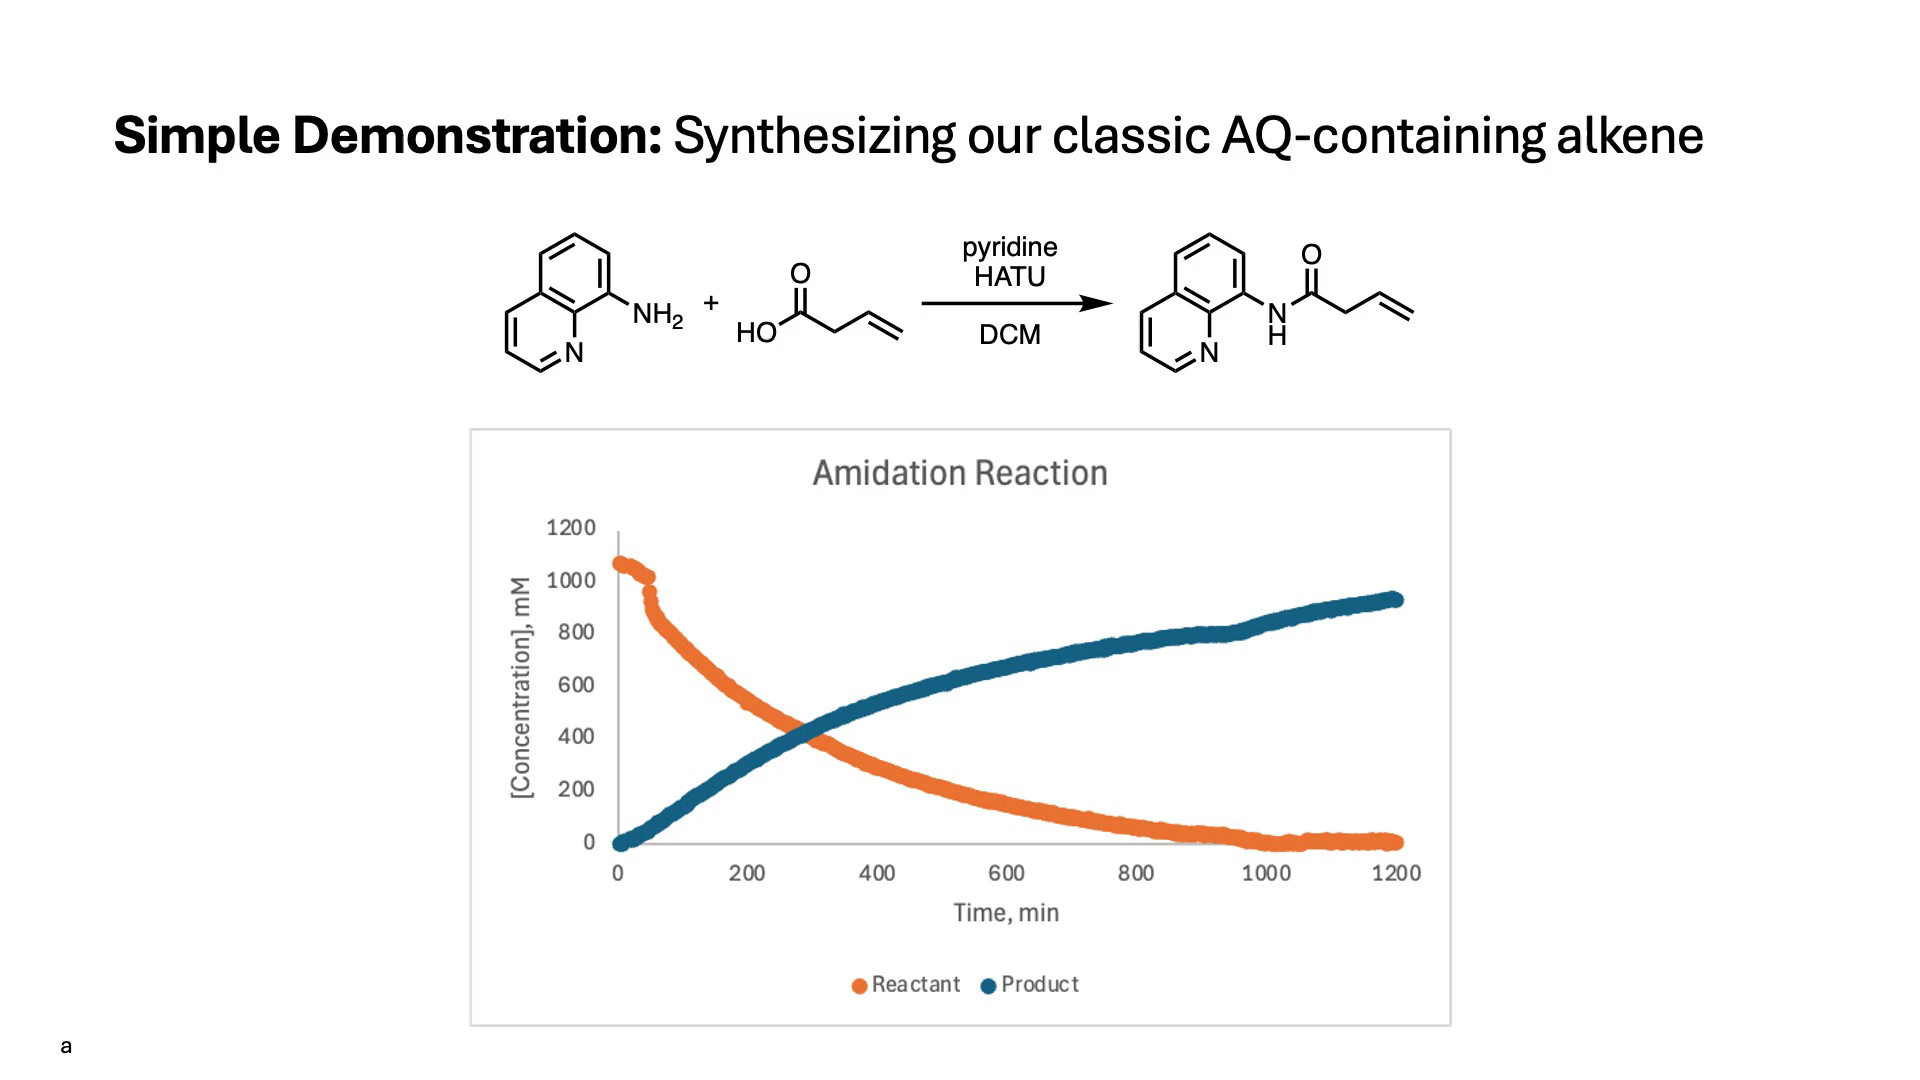 Simple Demonstration: Synthesizing our classic AQ-containing alkene
NH2
N
+
O
HO
pyridine
HATU
DCM
O
N
H
N
Amidation Reaction
[Concentration], mM
1200
1000
800
600
400
200
0
0 200 400 600 800 1000 1200
Time, min
Reactant Product
a